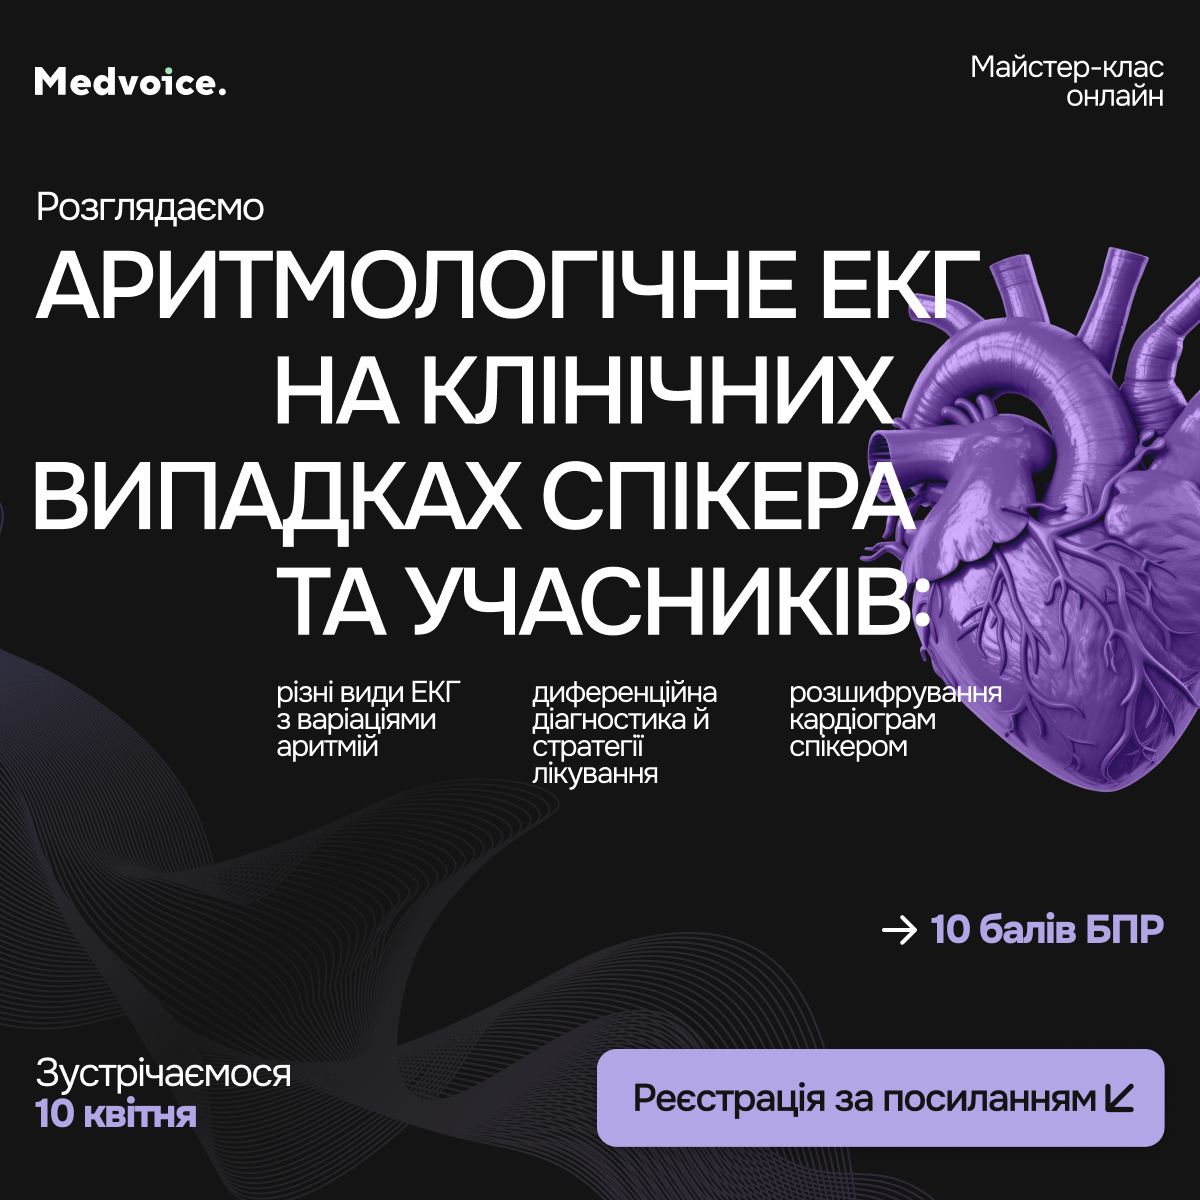 Medvoice.
Майстер-клас
онлайн
Розглядаємо
АРИТМОЛОГІЧНЕ ЕКГ
НА КЛІНІЧНИХ
ВИПАДКАХ СПІКЕРА
ТА УЧАСНИКІВ:
різні види ЕКГ
з варіаціями
аритмій
диференційна
діагностика й
стратегії
лікування
розшифрування
кардіограм
спікером
→ 10 балів БПР
Зустрічаємося
10 квітня
Реєстрація за посиланням ↙